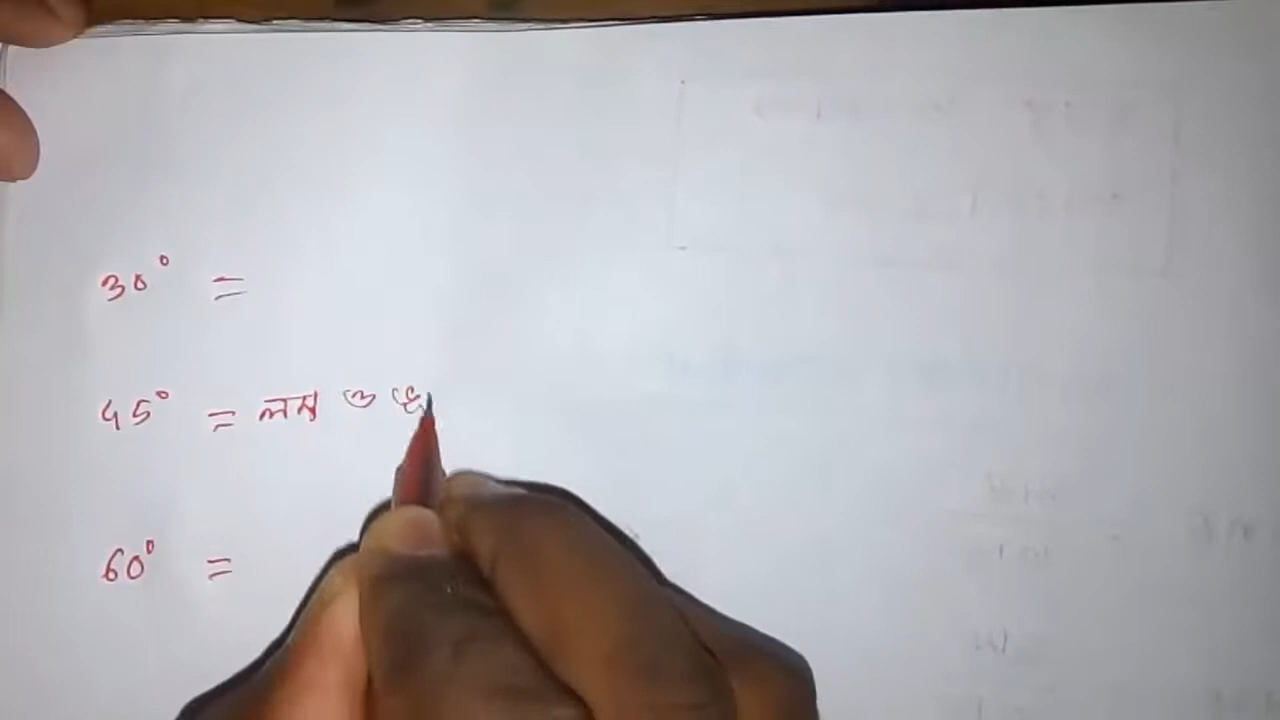 30° =
45° = লম্ব ও ভূ
60° =